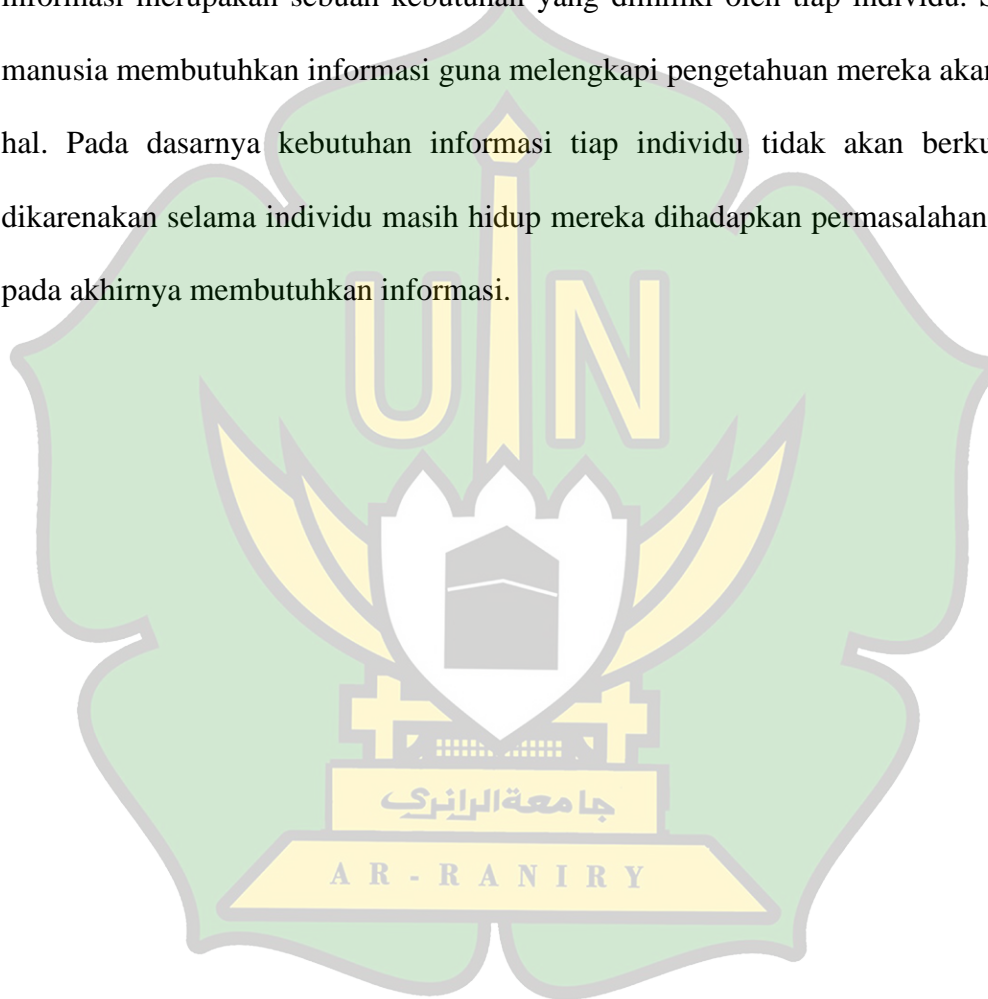 informasi merupakan sebuah kebutuhan yang dimiliki oleh tiap individu.
manusia membutuhkan informasi guna melengkapi pengetahuan mereka akan
hal. Pada dasarnya kebutuhan informasi tiap individu tidak akan berku
dikarenakan selama individu masih hidup mereka dihadapkan permasalahan
pada akhirnya membutuhkan informasi.
UIN
جامعة الرانري
AR-RANIRY